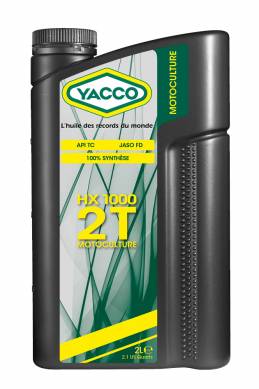 YACCO
L'huile des records du monde
API TC JASO FD
100% SYNTHÈSE
HX 1000
2T
MOTOCULTURE
2L e
2.1 US Quarts
MOTOCULTURE